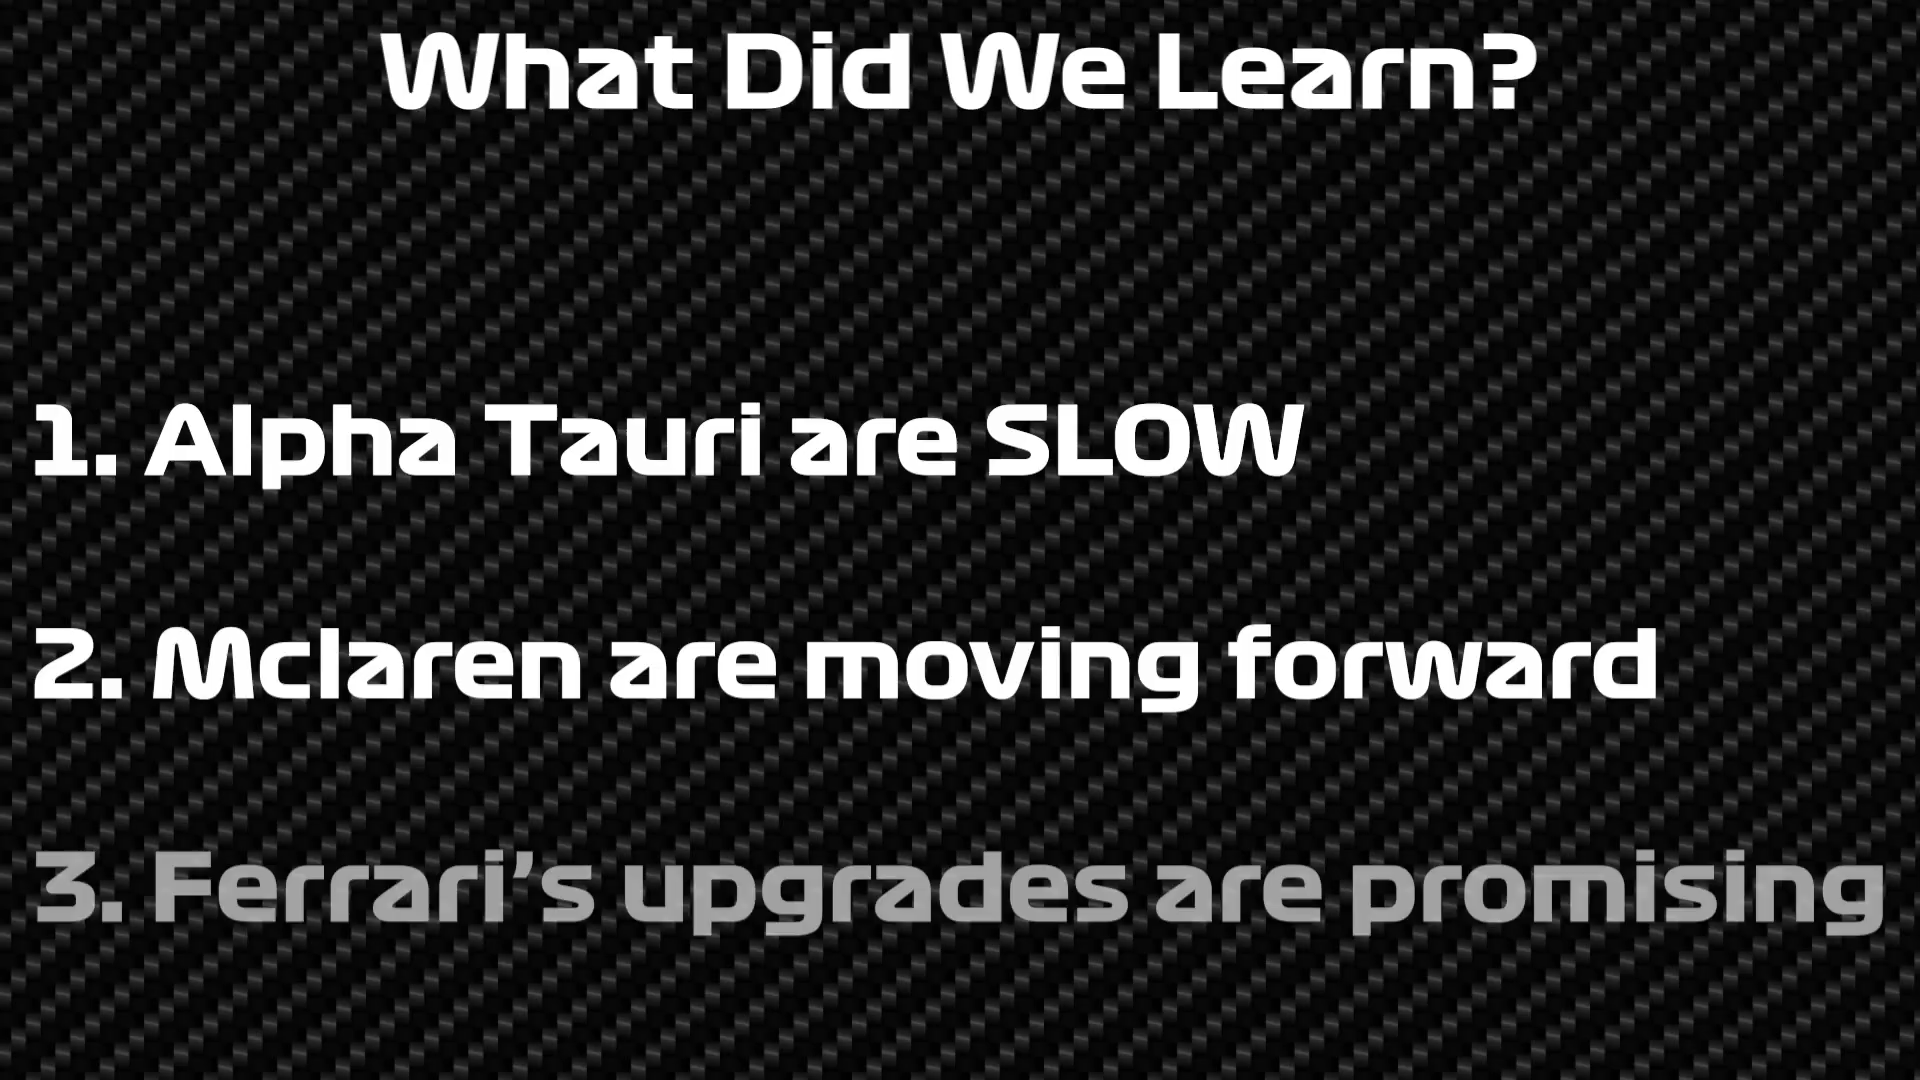 What Did We Learn?
1. Alpha Tauri are SLOW
2. Mclaren are moving forward
3. Ferrari's upgrades are promising